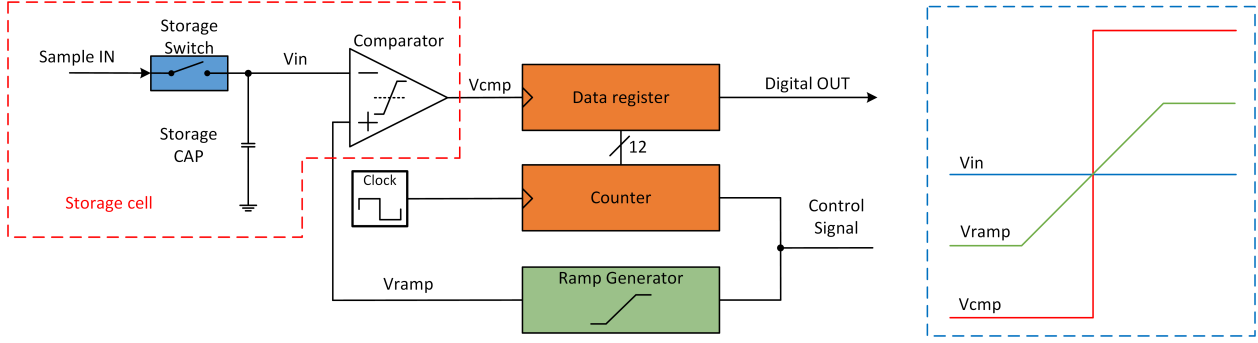 Storage
Switch
Sample IN
Vin
Comparator
Vcmp
Data register
Digital OUT
Storage
CAP
12
Clock
Counter
Storage cell
Control
Signal
Vramp
Ramp Generator
Vin
Vramp
Vcmp